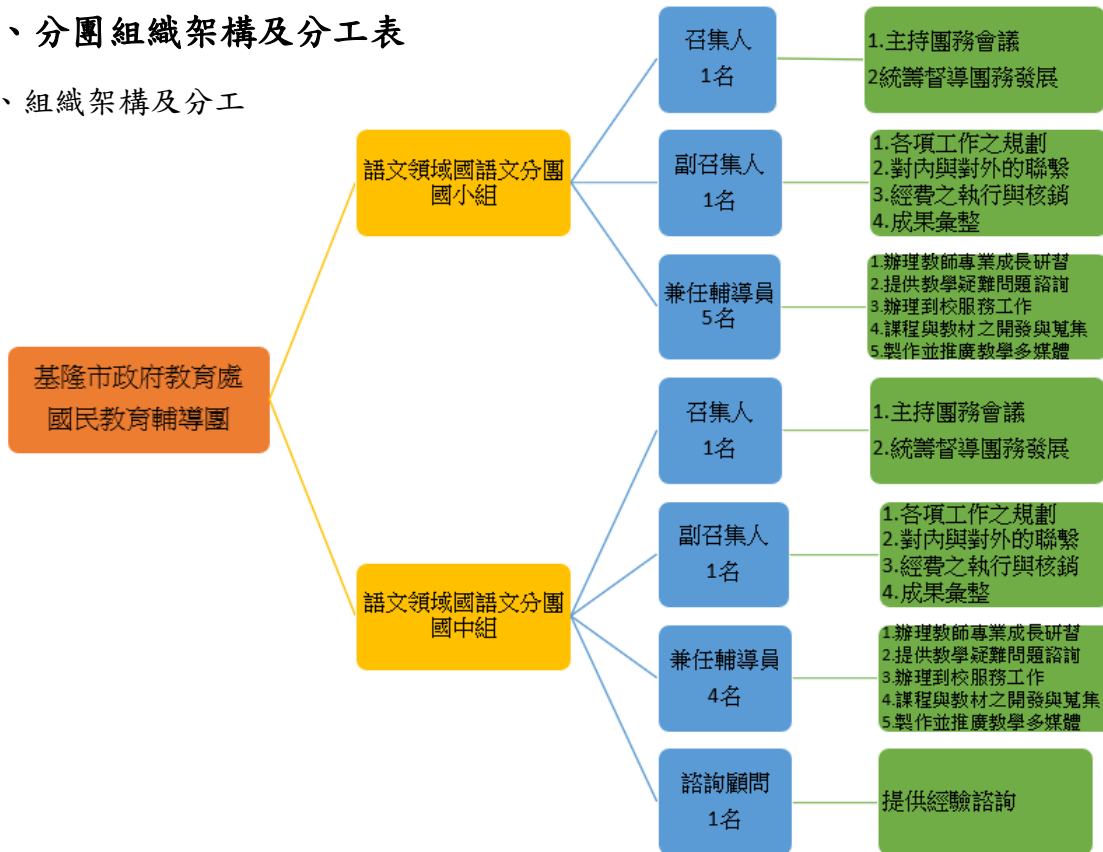 、分團組織架構及分工表
、組織架構及分工
基隆市政府教育處
國民教育輔導團
語文領域國語文分團
國小組
召集人
1名
1.主持團務會議
2統籌督導團務發展
副召集人
1名
1.各項工作之規劃
2.對內與對外的聯繫
3.經費之執行與核銷
4.成果彙整
兼任輔導員
5名
1.辦理教師專業成長研習
2.提供教學疑難問題諮詢
3.辦理到校服務工作
4.課程與教材之開發與蒐集
5.製作並推廣教學多媒體
語文領域國語文分團
國中組
召集人
1名
1.主持團務會議
2.統籌督導團務發展
副召集人
1名
1.各項工作之規劃
2.對內與對外的聯繫
3.經費之執行與核銷
4.成果彙整
兼任輔導員
4名
1.辦理教師專業成長研習
2.提供教學疑難問題諮詢
3.辦理到校服務工作
4.課程與教材之開發與蒐集
5.製作並推廣教學多媒體
諮詢顧問
1名
提供經驗諮詢